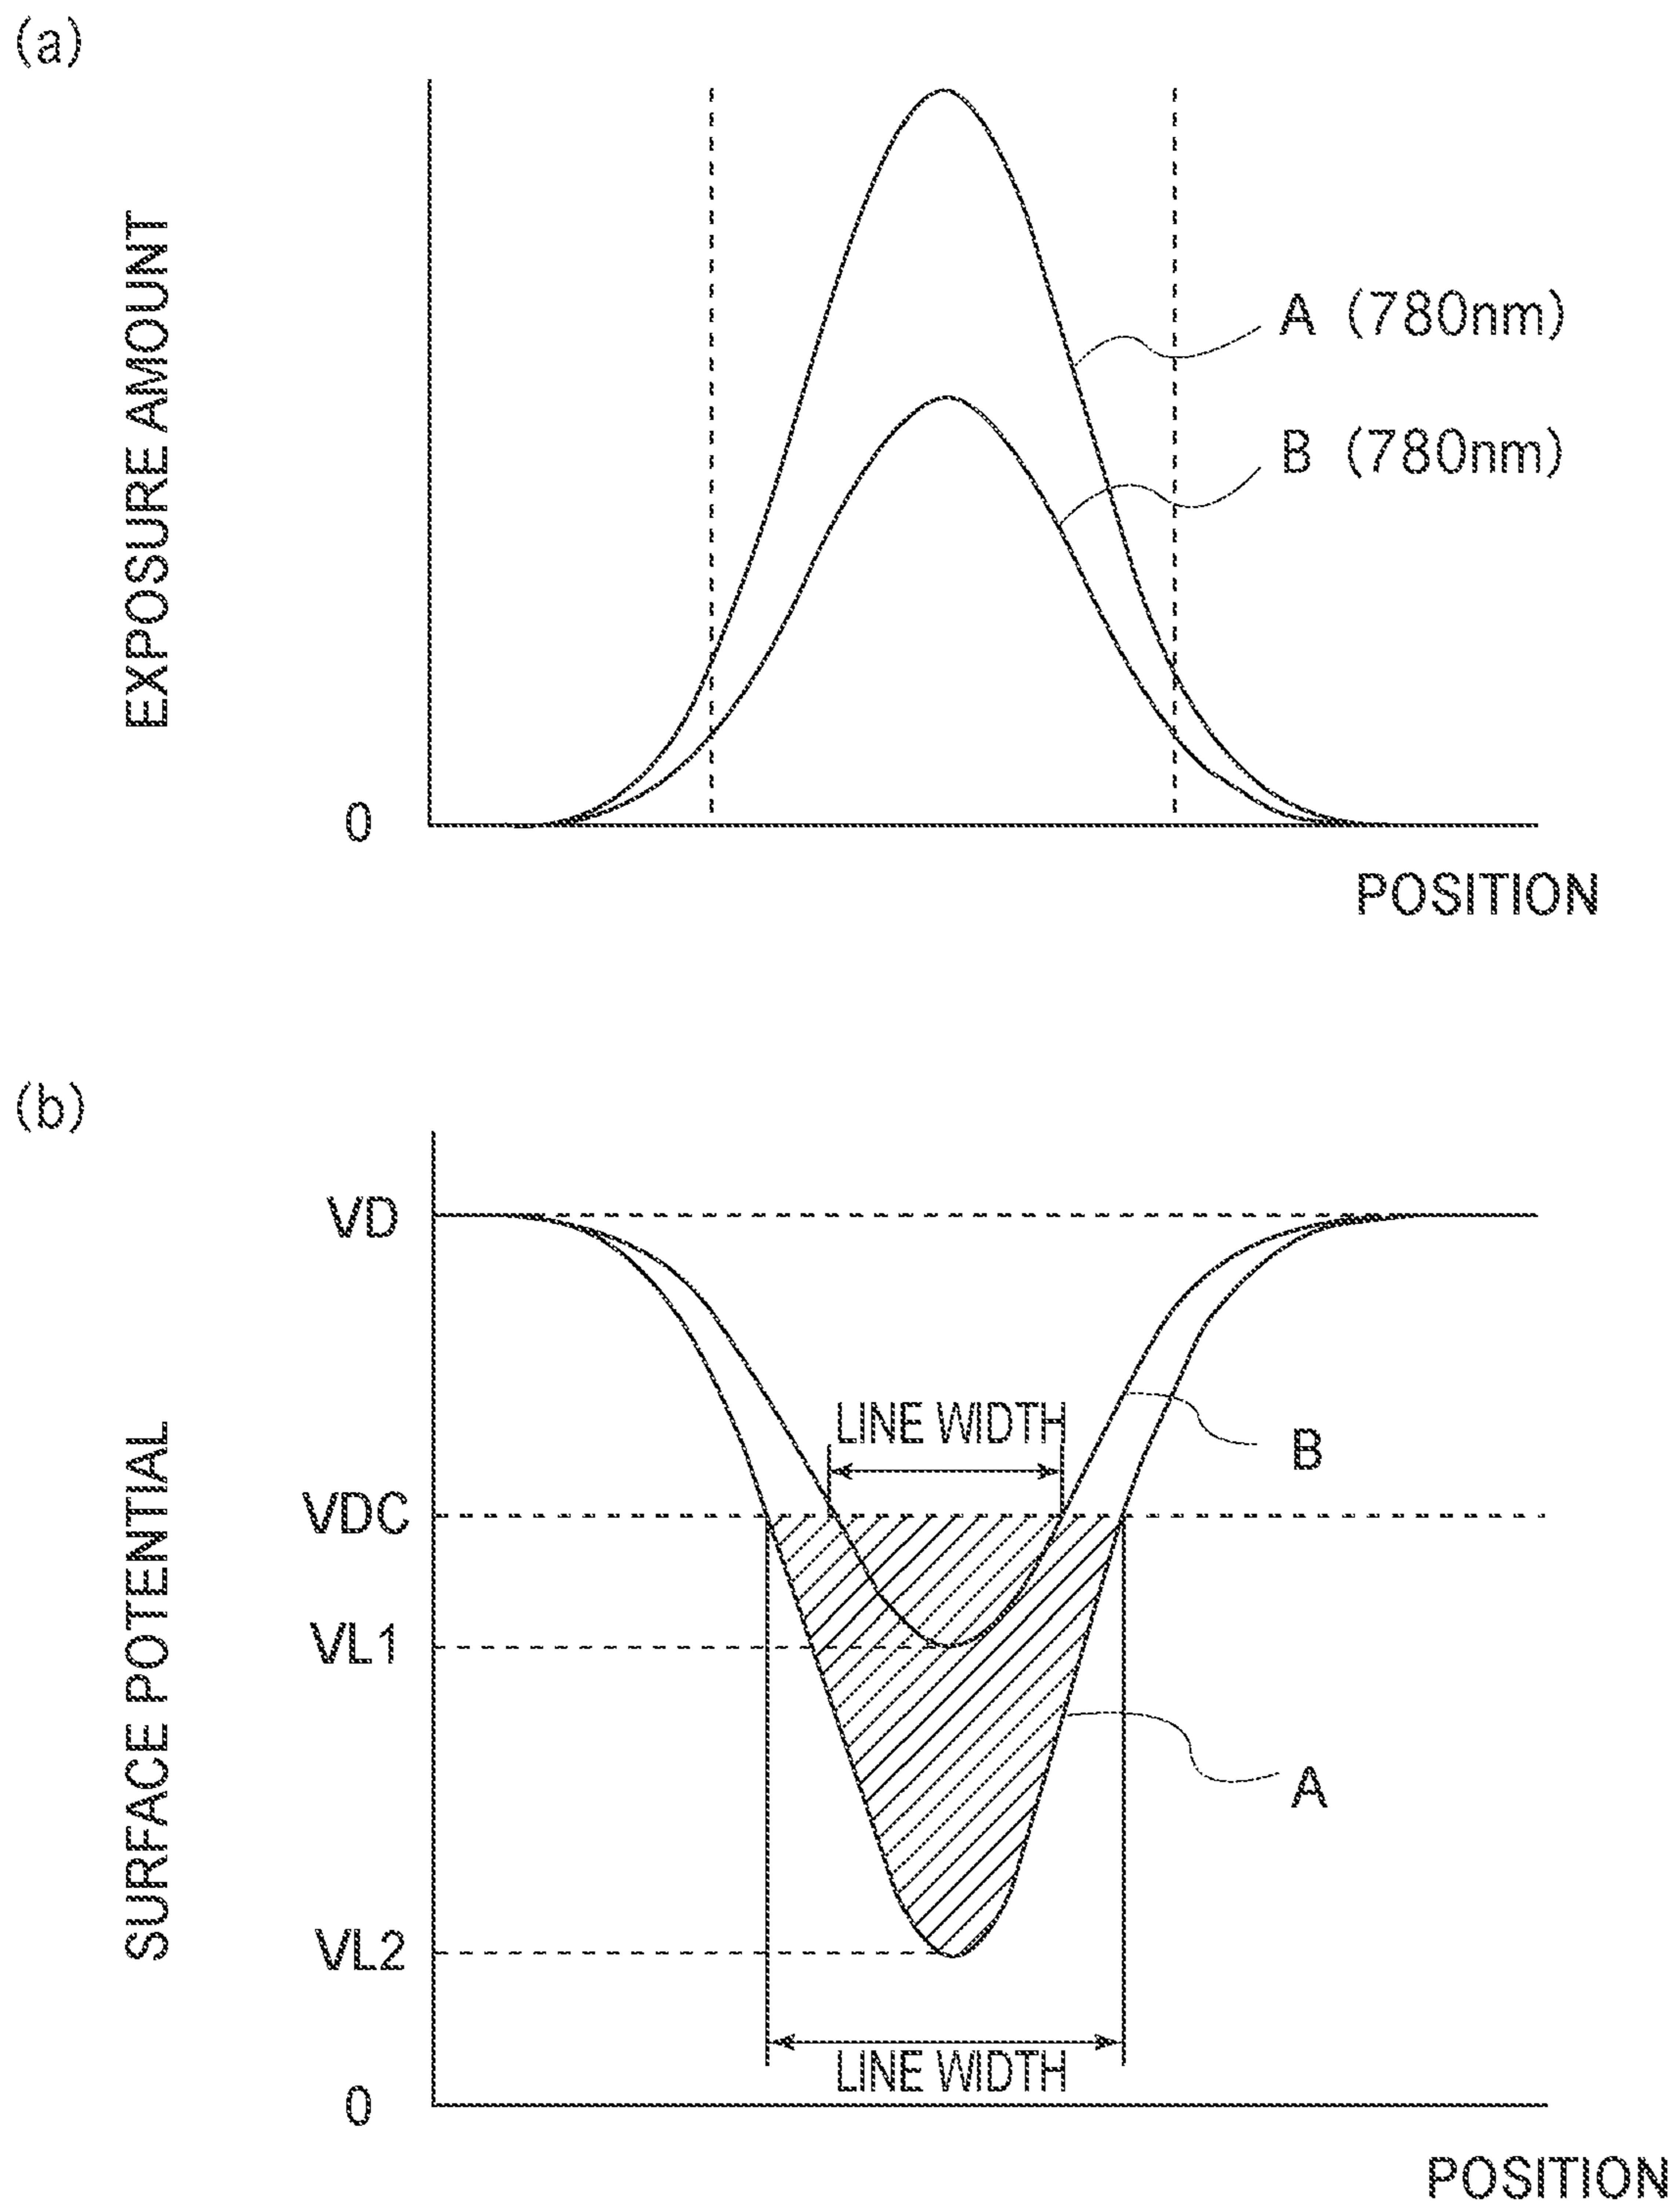 (a)
EXPOSURE AMOUNT
A (780nm)
B (780nm)
0
POSITION
(b)
SURFACE POTENTIAL
VD
LINE WIDTH
B
VDC
VL1
A
VL2
LINE WIDTH
0
POSITION